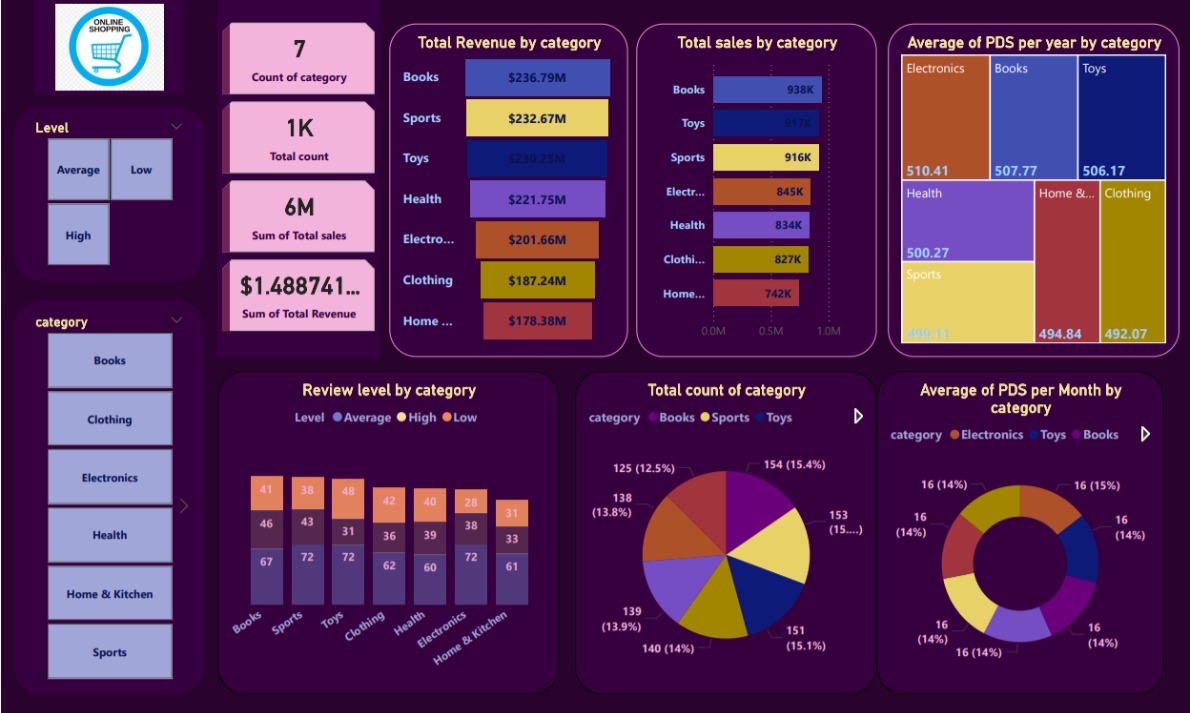 ONLINE
SHOPPING
Level
Average
Low
High
category
Books
Clothing
Electronics
Health
Home & Kitchen
Sports
7
Count of category
1K
Total count
6M
Sum of Total sales
$1.488741...
Sum of Total Revenue
Total Revenue by category
Books $236.79M
Sports $232.67M
Toys $230.25M
Health $221.75M
Electro... $201.66M
Clothing $187.24M
Home ... $178.38M
Total sales by category
Books 938K
Toys 917K
Sports 916K
Electr... 845K
Health 834K
Clothi... 827K
Home... 742K
0.0M 0.5M 1.0M
Average of PDS per year by category
Electronics
510.41
Books
507.77
Toys
506.17
Health
500.27
Sports
499.11
Home &...
494.84
Clothing
492.07
Review level by category
Level Average High Low
41 38 48 42 40 28 31
46 43 31 36 39 38 33
67 72 72 62 60 72 61
Books Sports Toys Clothing Health Electronics Home & Kitchen
Total count of category
category Books Sports Toys
154 (15.4%)
153
(15....)
151
(15.1%)
140 (14%)
139
(13.9%)
138
(13.8%)
125 (12.5%)
Average of PDS per Month by
category
category Electronics Toys Books
16 (15%)
16
(14%)
16
(14%)
16 (14%)
16
(14%)
16
(14%)
16 (14%)